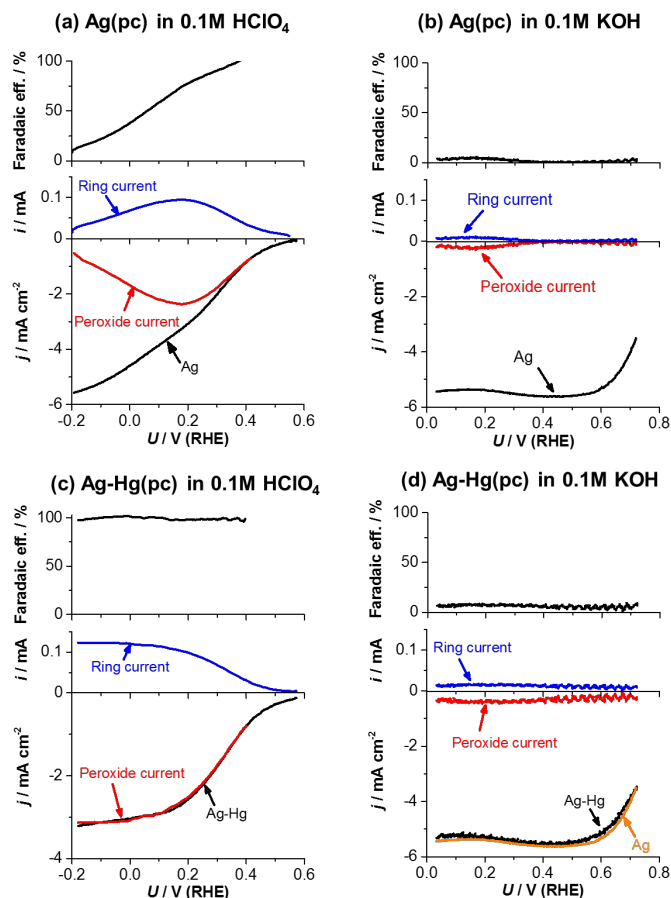 (a) Ag(pc) in 0.1M HClO₄
Faradaic eff. / %
100
50
0
i / mA
0.1
0
Ring current
j / mA cm⁻²
-2
-4
-6
Peroxide current
Ag
-0.2 0.0 0.2 0.4 0.6
U / V (RHE)
(b) Ag(pc) in 0.1M KOH
Faradaic eff. / %
100
50
0
i / mA
0.1
0
Ring current
j / mA cm⁻²
-2
-4
-6
Peroxide current
Ag
0.0 0.2 0.4 0.6 0.8
U / V (RHE)
(c) Ag-Hg(pc) in 0.1M HClO₄
Faradaic eff. / %
100
50
0
i / mA
0.1
0
Ring current
j / mA cm⁻²
-2
-4
Peroxide current
Ag-Hg
-0.2 0.0 0.2 0.4 0.6
U / V (RHE)
(d) Ag-Hg(pc) in 0.1M KOH
Faradaic eff. / %
100
50
0
i / mA
0.1
0
Ring current
j / mA cm⁻²
-2
-4
-6
Peroxide current
Ag-Hg
Ag
0.0 0.2 0.4 0.6 0.8
U / V (RHE)